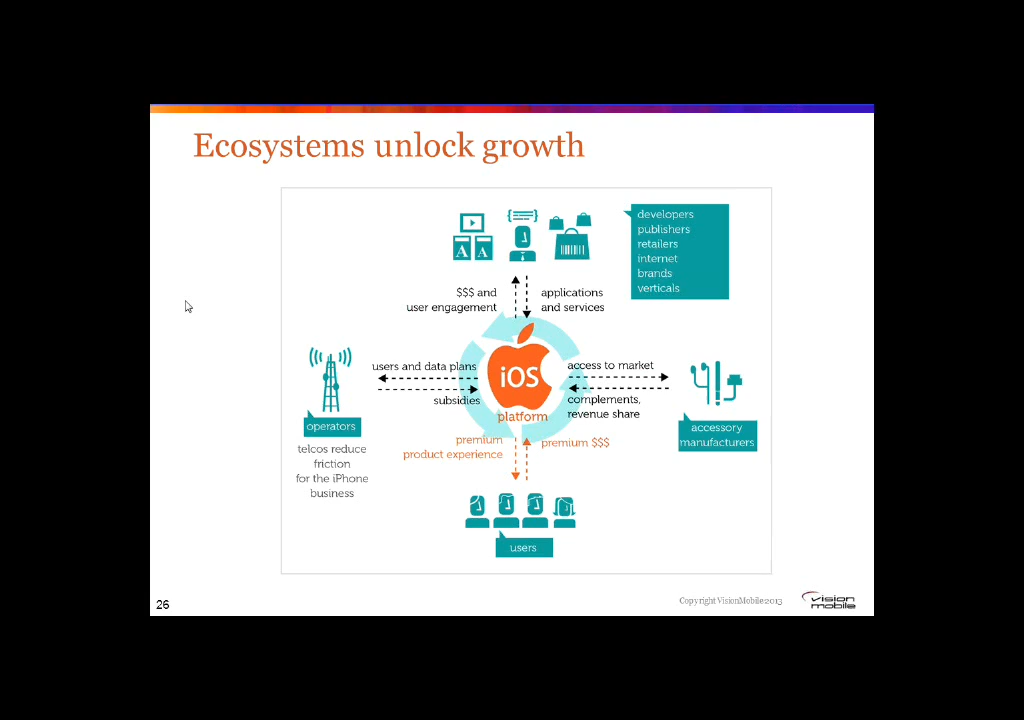 Ecosystems unlock growth
developers
publishers
retailers
internet
brands
verticals
A A
$$$ and
user engagement
applications
and services
users and data plans
subsidies
iOS
platform
access to market
complements,
revenue share
operators
telcos reduce
friction
for the iPhone
business
accessory
manufacturers
premium
product experience
premium $$$
users
26
Copyright VisionMobile 2013
vision
mobile